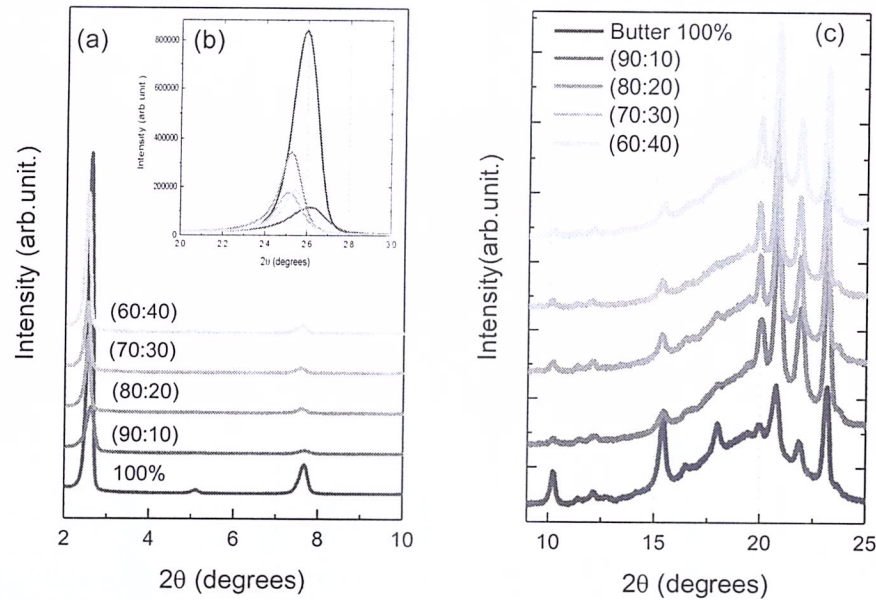 (a)
(b)
800000
600000
400000
200000
0
Intensity (arb unit )
2.0 2.2 2.4 2.6 2.8 3.0
2θ (degrees)
(60:40)
(70:30)
(80:20)
(90:10)
100%
Intensity (arb.unit.)
2 4 6 8 10
2θ (degrees)
(c)
Butter 100%
(90:10)
(80:20)
(70:30)
(60:40)
Intensity(arb.unit.)
10 15 20 25
2θ (degrees)